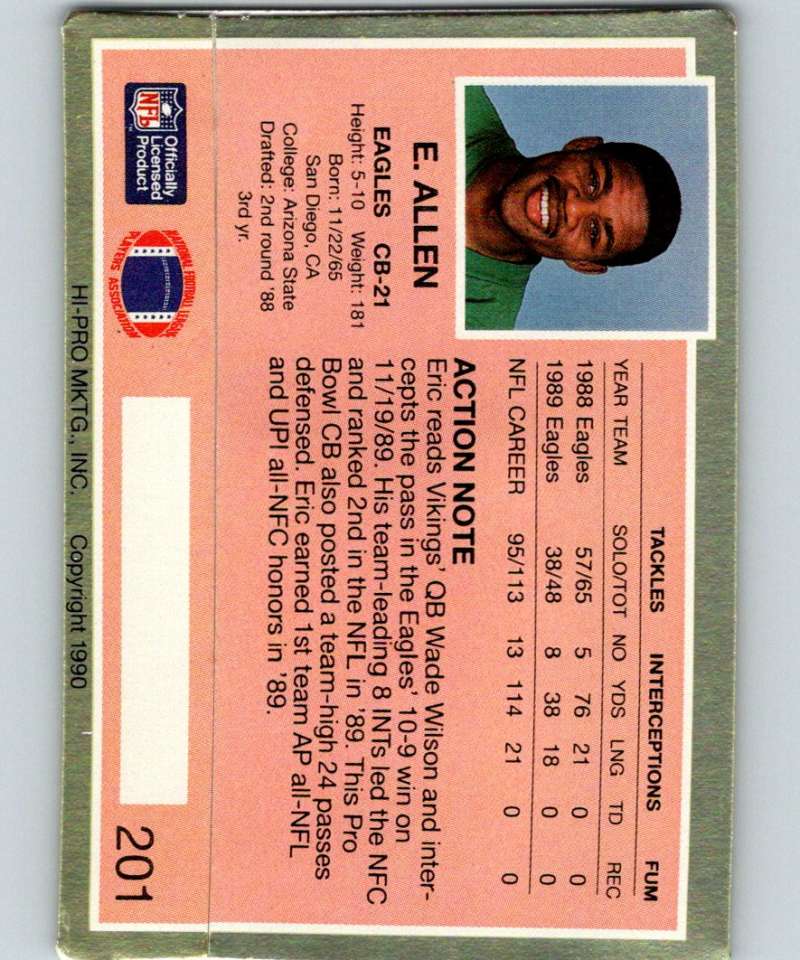 E. ALLEN
EAGLES CB-21
Height: 5-10 Weight: 181
Born: 11/22/65
San Diego, CA
College: Arizona State
Drafted: 2nd round '88
3rd yr.
TACKLES INTERCEPTIONS FUM
YEAR TEAM SOLO/TOT NO YDS LNG TD REC
1988 Eagles 57/65 5 76 21 0 0
1989 Eagles 38/48 8 38 18 0 0
NFL CAREER 95/113 13 114 21 0 0
ACTION NOTE
Eric reads Vikings' QB Wade Wilson and inter-
cepts the pass in the Eagles' 10-9 win on
11/19/89. His team-leading 8 INTs led the NFC
and ranked 2nd in the NFL in '89. This Pro
Bowl CB also posted a team-high 24 passes
defensed. Eric earned 1st team AP all-NFL
and UPI all-NFC honors in '89.
NFL
Officially
Licensed
Product
TM
NATIONAL FOOTBALL LEAGUE
PLAYERS ASSOCIATION
201
HI-PRO MKTG., INC. Copyright 1990